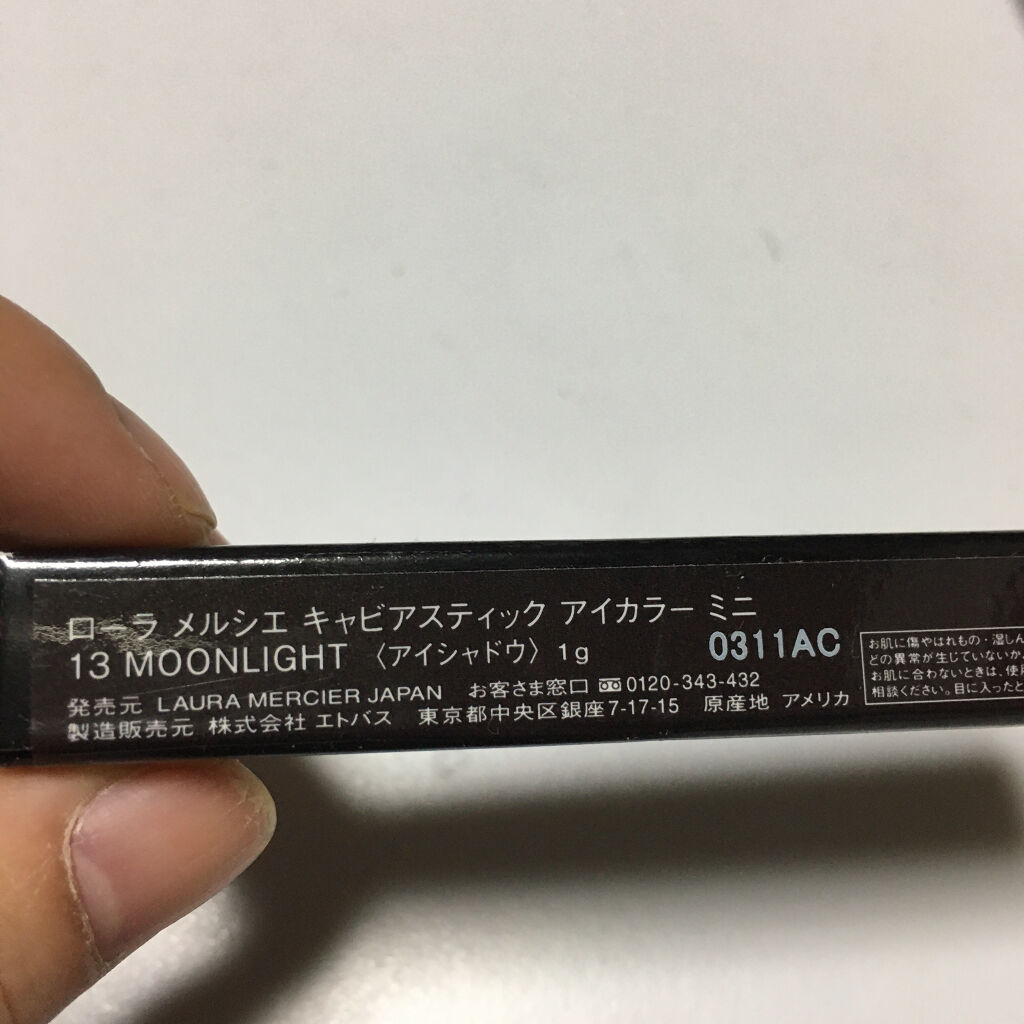 ローラ メルシエ キャビアスティック アイカラー ミニ
13 MOONLIGHT 〈アイシャドウ〉 1g
0311AC
発売元 LAURA MERCIER JAPAN お客さま窓口 0120-343-432
製造販売元 株式会社 エトバス 東京都中央区銀座7-17-15 原産地 アメリカ
お肌に傷やはれもの・湿しん
どの異常が生じていないか
お肌に合わないときは、使用
相談ください。目に入ったと